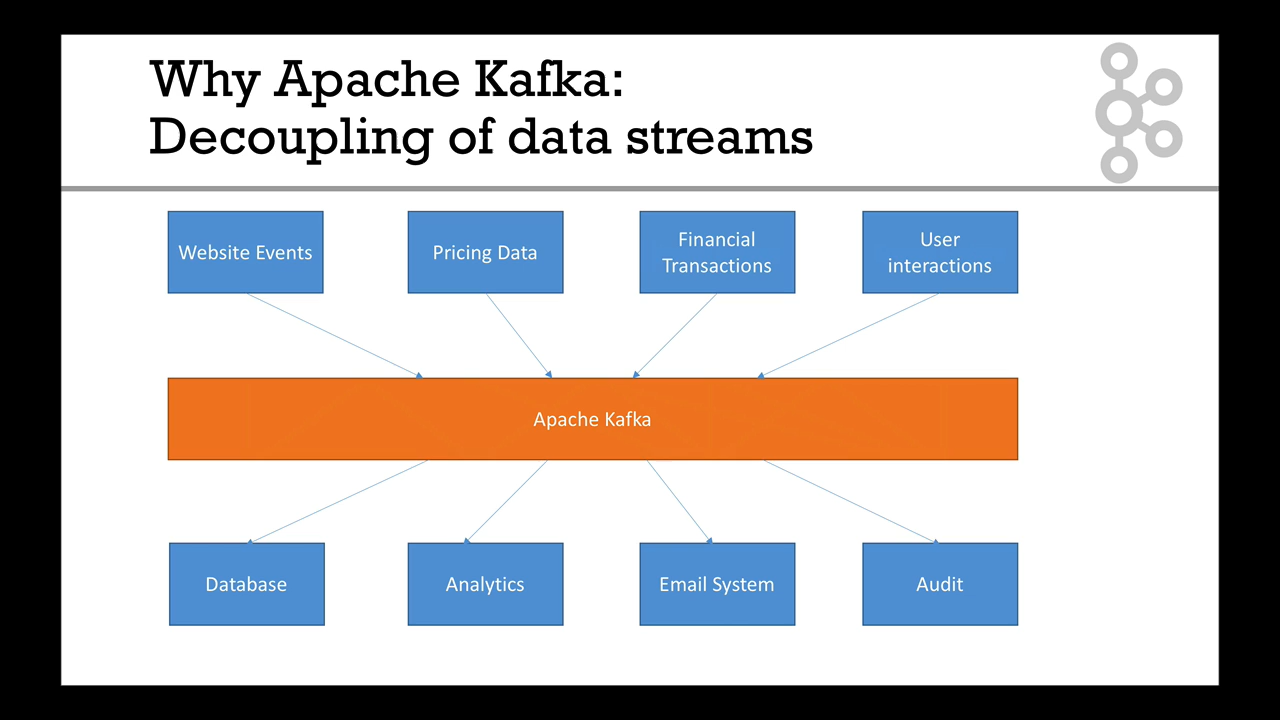 Why Apache Kafka:
Decoupling of data streams
Website Events
Pricing Data
Financial
Transactions
User
interactions
Apache Kafka
Database
Analytics
Email System
Audit